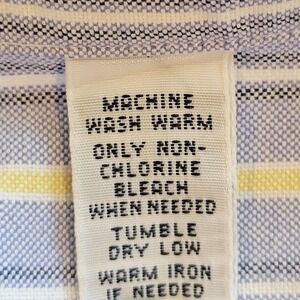 MACHINE
WASH WARM
ONLY NON-
CHLORINE
BLEACH
WHEN NEEDED
TUMBLE
DRY LOW
WARM IRON
IF NEEDED